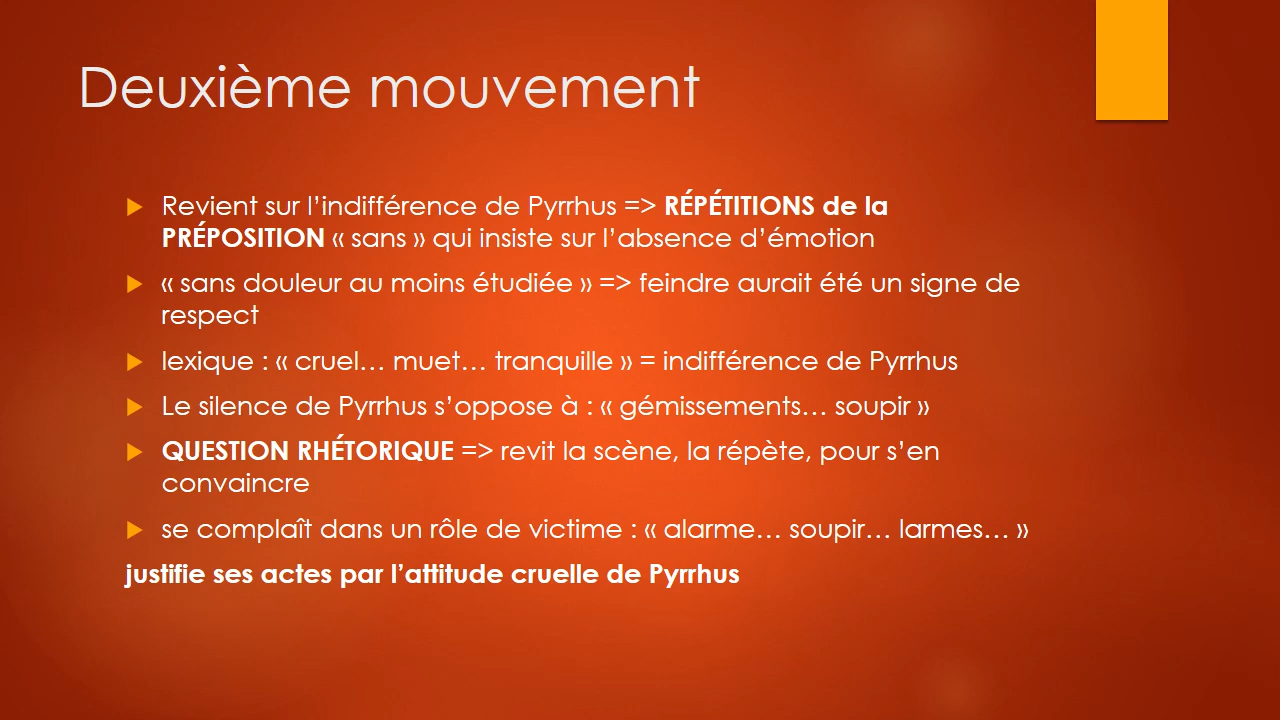 Deuxième mouvement
Revient sur l’indifférence de Pyrrhus => RÉPÉTITIONS de la
PRÉPOSITION « sans » qui insiste sur l’absence d’émotion
« sans douleur au moins étudiée » => feindre aurait été un signe de
respect
lexique : « cruel… muet… tranquille » = indifférence de Pyrrhus
Le silence de Pyrrhus s’oppose à : « gémissements… soupir »
QUESTION RHÉTORIQUE => revit la scène, la répète, pour s’en
convaincre
se complaît dans un rôle de victime : « alarme… soupir… larmes… »
justifie ses actes par l’attitude cruelle de Pyrrhus